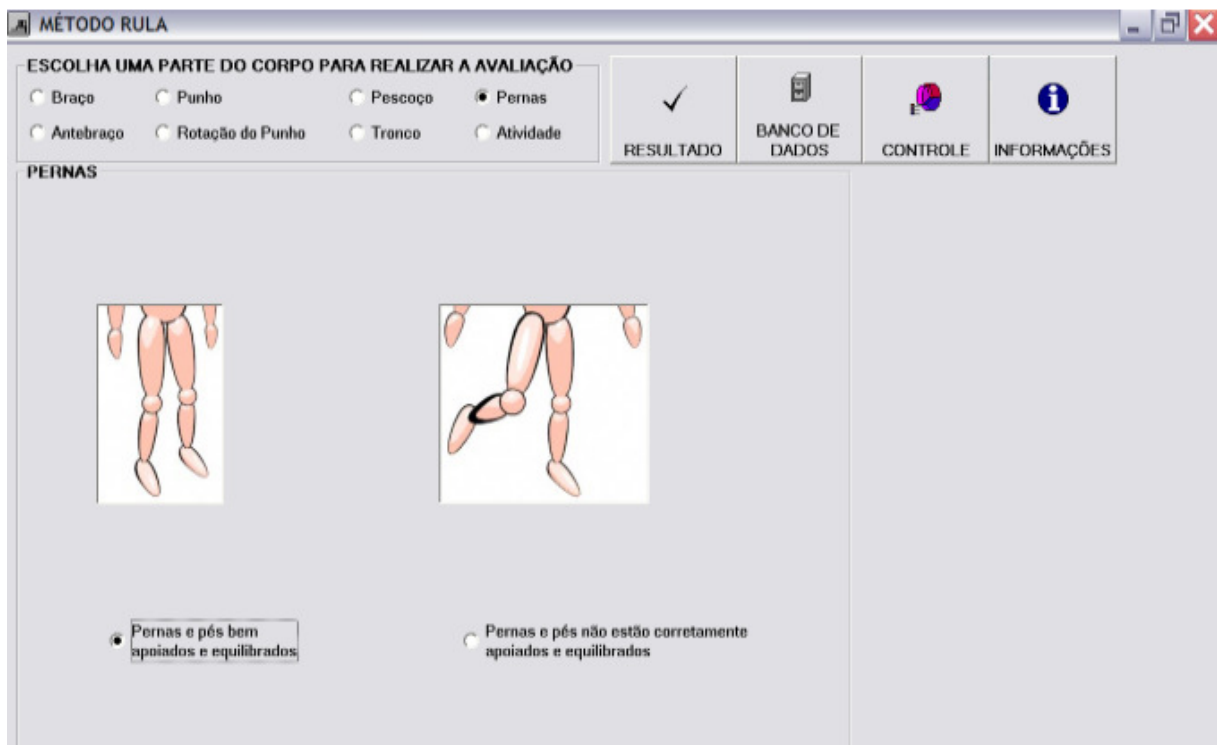 MÉTODO RULA
ESCOLHA UMA PARTE DO CORPO PARA REALIZAR A AVALIAÇÃO
Braço Punho Pescoço Pernas
Antebraço Rotação do Punho Tronco Atividade
RESULTADO
BANCO DE
DADOS
CONTROLE
INFORMAÇÕES
PERNAS
Pernas e pés bem
apoiados e equilibrados
Pernas e pés não estão corretamente
apoiados e equilibrados